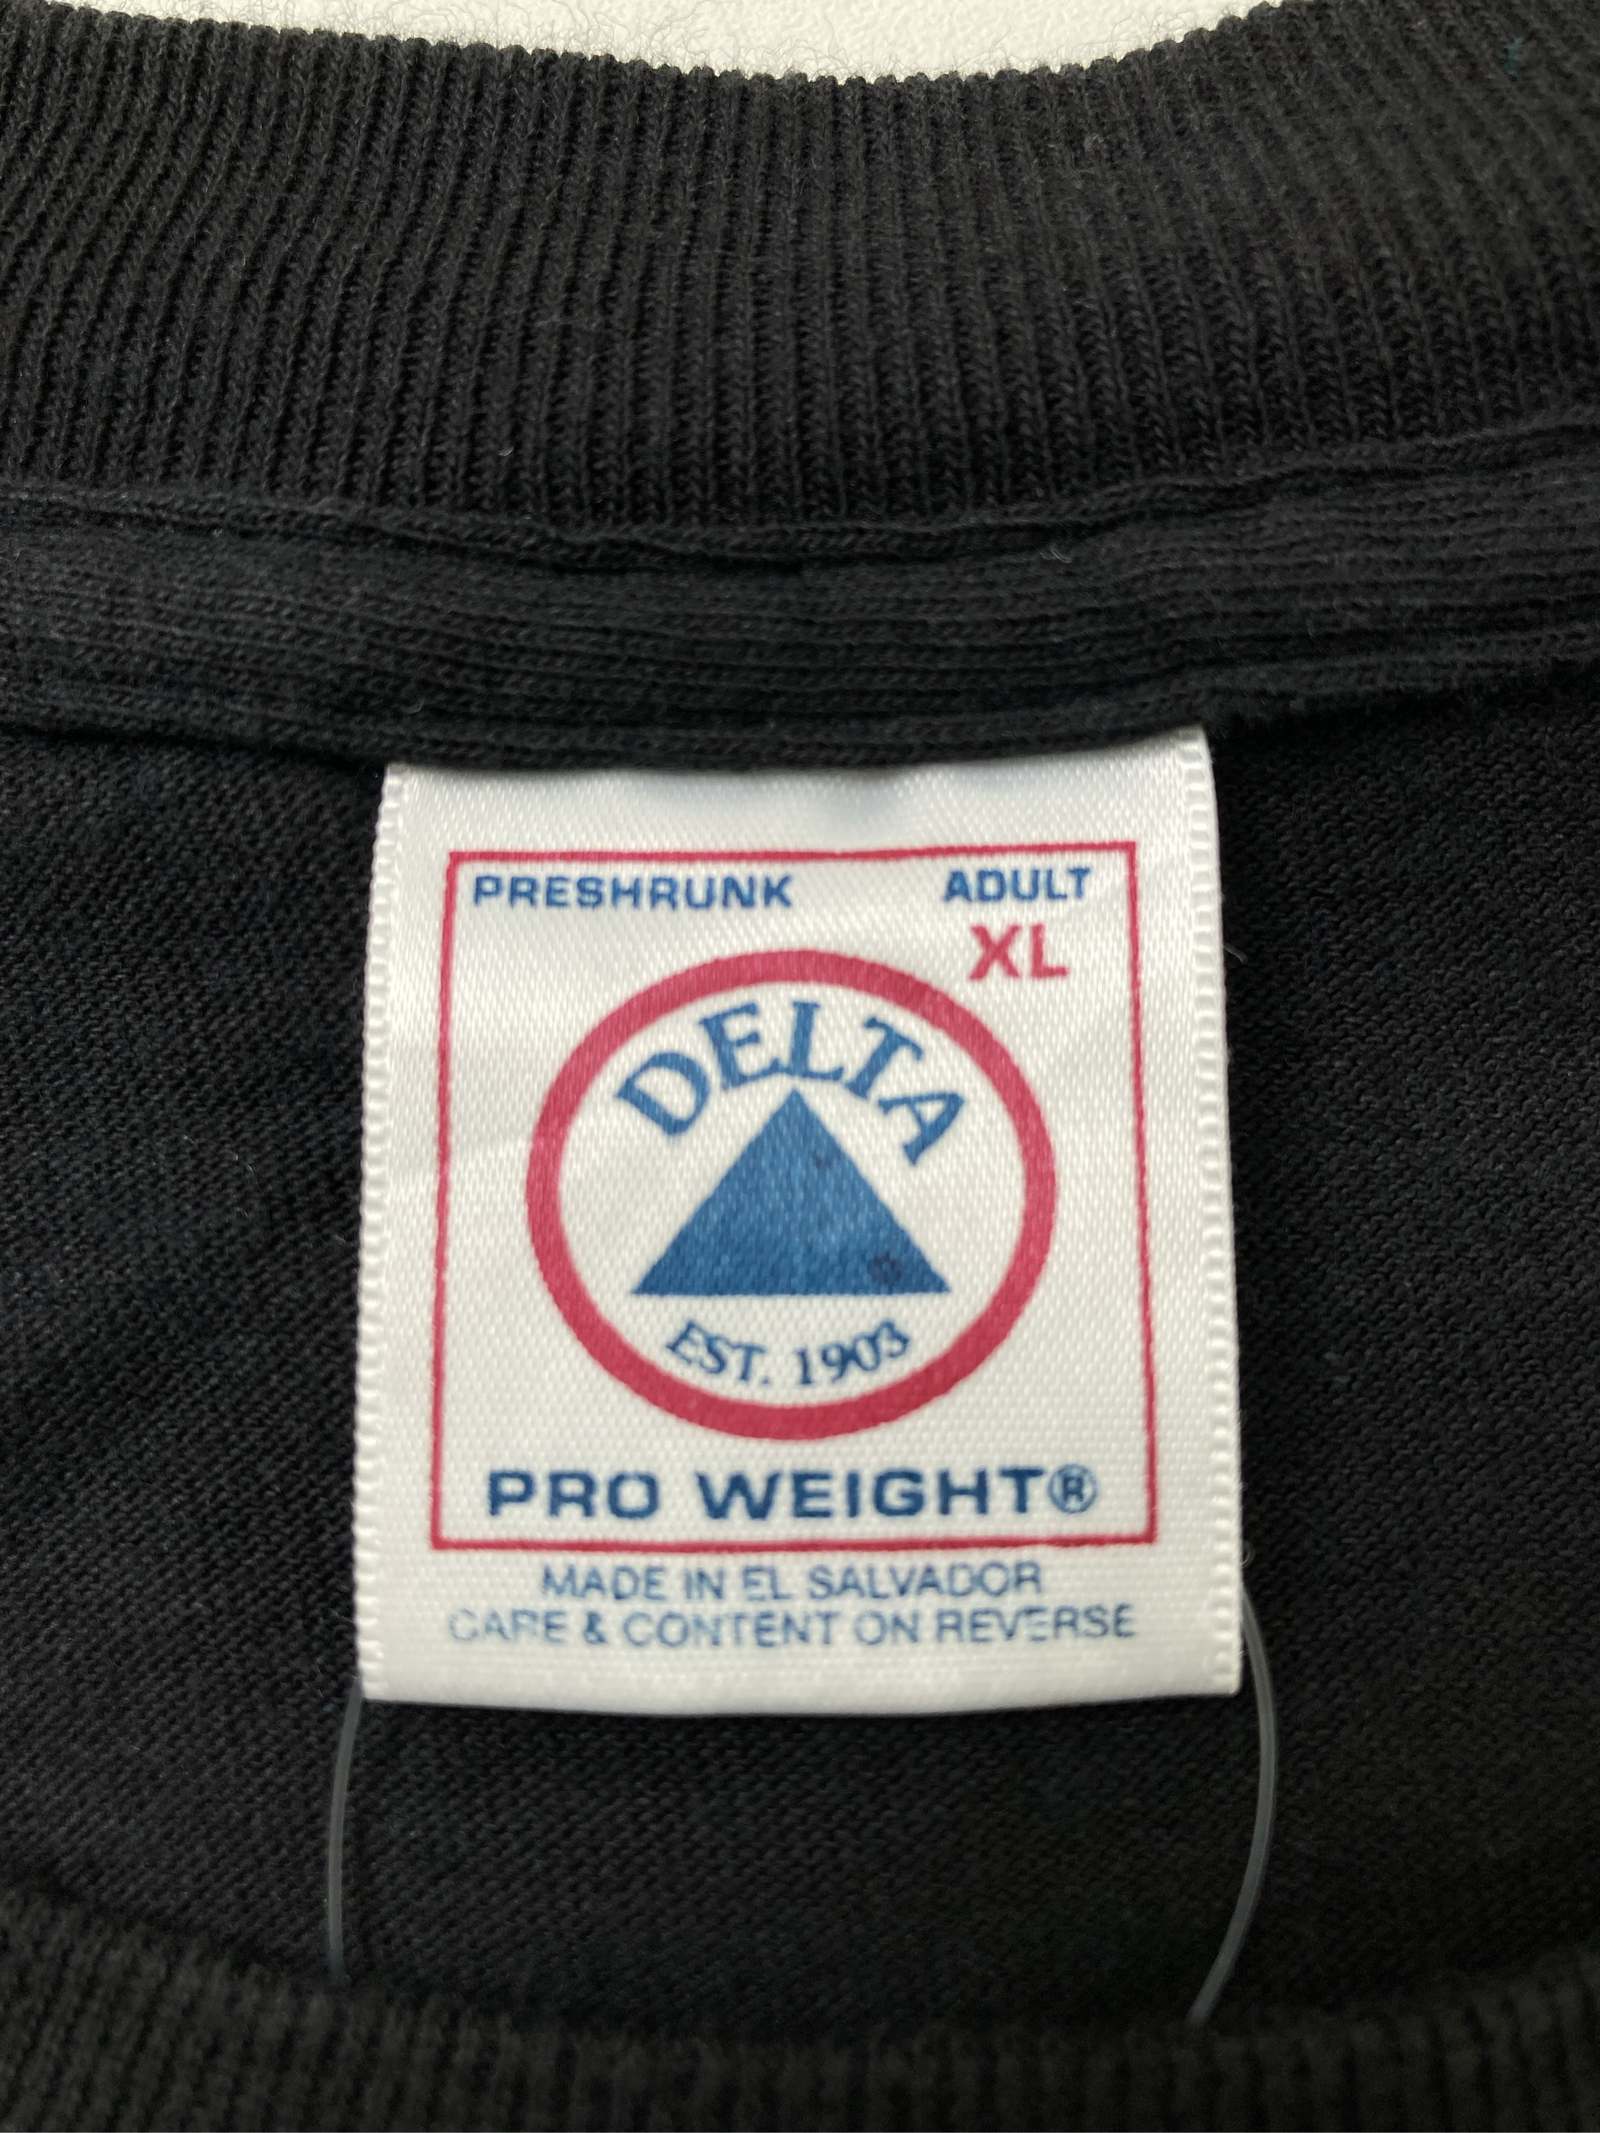 PRESHRUNK ADULT
XL
DELTA
EST. 1903
PRO WEIGHT®
MADE IN EL SALVADOR
CARE & CONTENT ON REVERSE